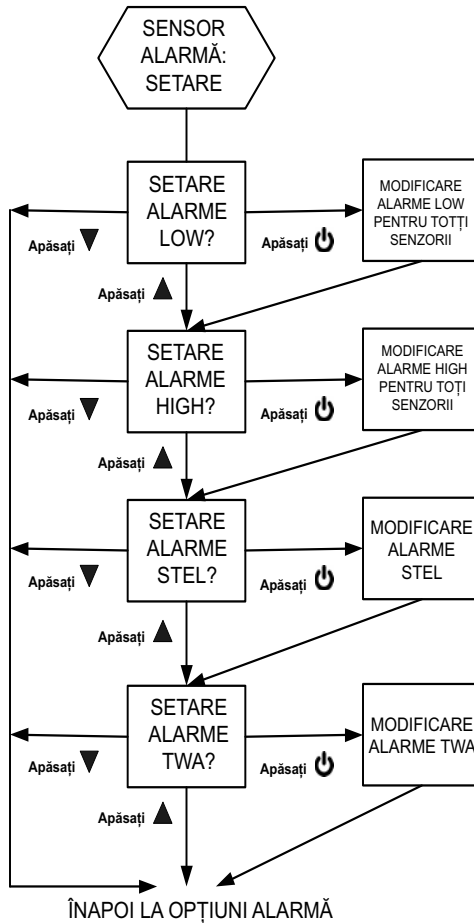 SENSOR
ALARMĂ:
SETARE
SETARE
ALARME
LOW?
MODIFICARE
ALARME LOW
PENTRU TOTȚI
SENZORII
Apăsați
Apăsați
Apăsați
SETARE
ALARME
HIGH?
MODIFICARE
ALARME HIGH
PENTRU TOȚI
SENZORII
Apăsați
Apăsați
Apăsați
SETARE
ALARME
STEL?
MODIFICARE
ALARME
STEL
Apăsați
Apăsați
Apăsați
SETARE
ALARME
TWA?
MODIFICARE
ALARME TWA
Apăsați
Apăsați
Apăsați
ÎNAPOI LA OPȚIUNI ALARMĂ